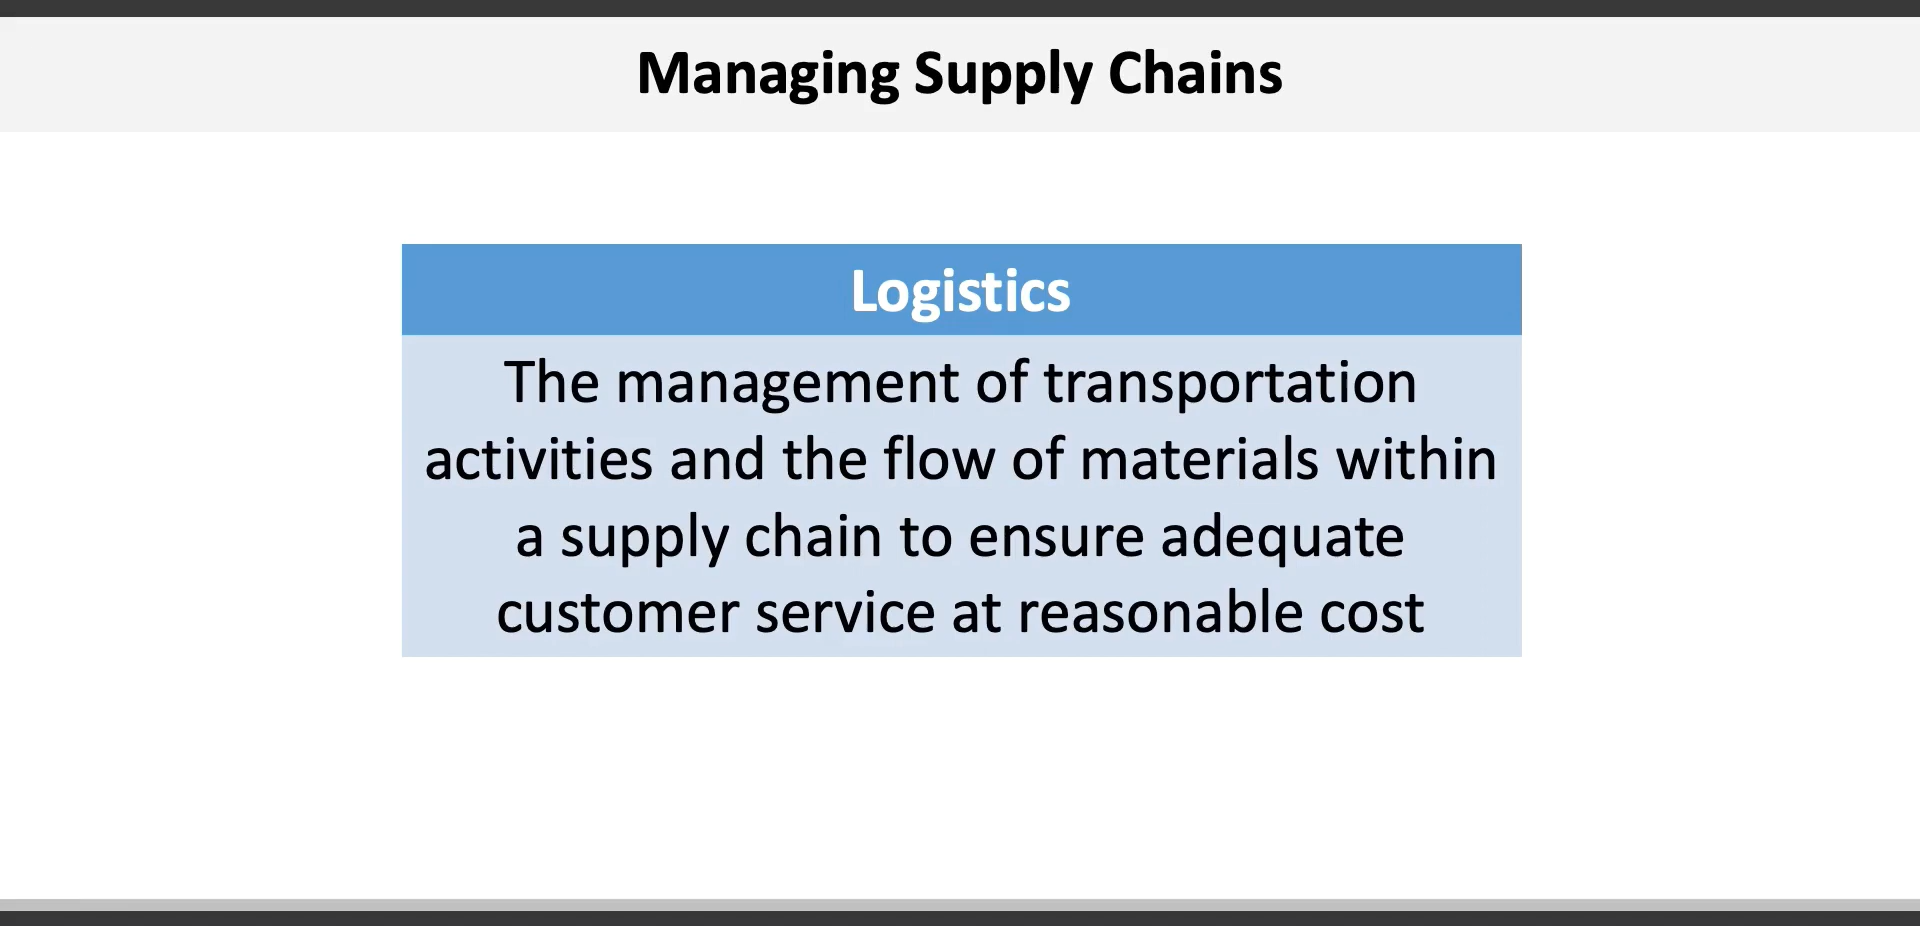 Managing Supply Chains
Logistics
The management of transportation
activities and the flow of materials within
a supply chain to ensure adequate
customer service at reasonable cost